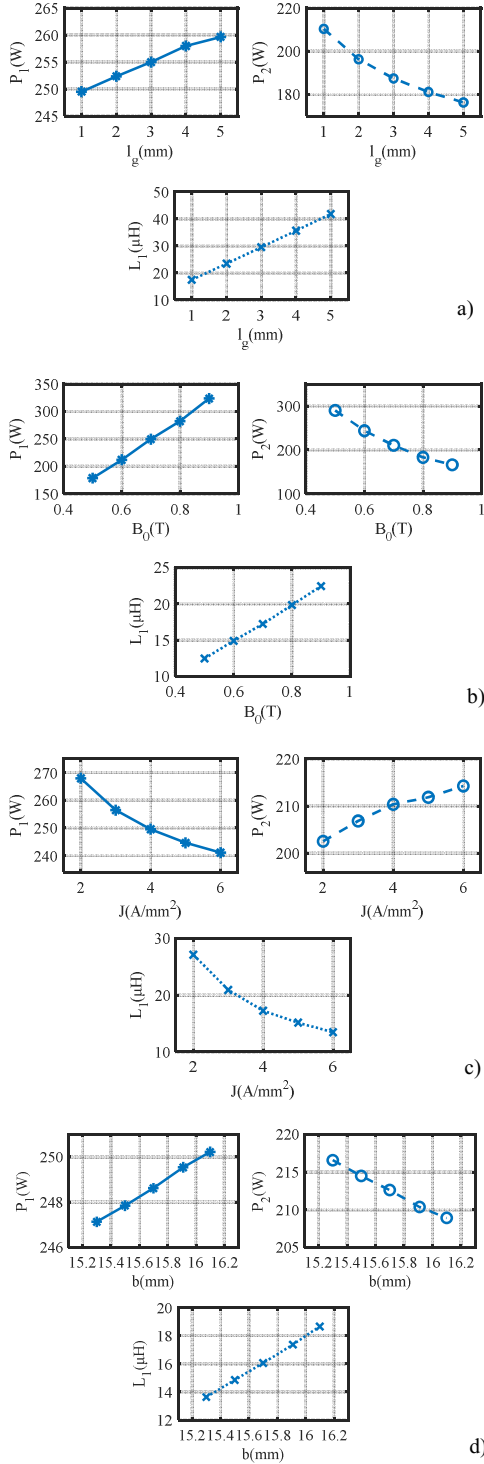 265
260
255
250
245
P1(W)
1 2 3 4 5
lg(mm)
220
200
180
P2(W)
1 2 3 4 5
lg(mm)
50
40
30
20
10
L1(µH)
1 2 3 4 5
lg(mm)
a)
350
300
250
200
150
P1(W)
0.4 0.6 0.8 1
B0(T)
300
200
100
P2(W)
0.4 0.6 0.8 1
B0(T)
25
20
15
10
L1(µH)
0.4 0.6 0.8 1
B0(T)
b)
270
260
250
240
P1(W)
2 4 6
J(A/mm2)
220
210
200
P2(W)
2 4 6
J(A/mm2)
30
20
10
L1(µH)
2 4 6
J(A/mm2)
c)
250
248
246
P1(W)
15.2 15.4 15.6 15.8 16 16.2
b(mm)
220
215
210
205
P2(W)
15.2 15.4 15.6 15.8 16 16.2
b(mm)
20
18
16
14
12
L1(µH)
15.2 15.4 15.6 15.8 16 16.2
b(mm)
d)